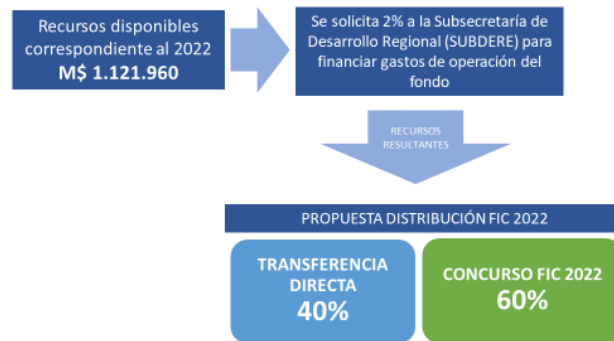 Recursos disponibles
correspondiente al 2022
M$ 1.121.960
Se solicita 2% a la Subsecretaría de
Desarrollo Regional (SUBDERE) para
financiar gastos de operación del
fondo
RECURSOS
RESULTANTES
PROPUESTA DISTRIBUCIÓN FIC 2022
TRANSFERENCIA
DIRECTA
40%
CONCURSO FIC 2022
60%